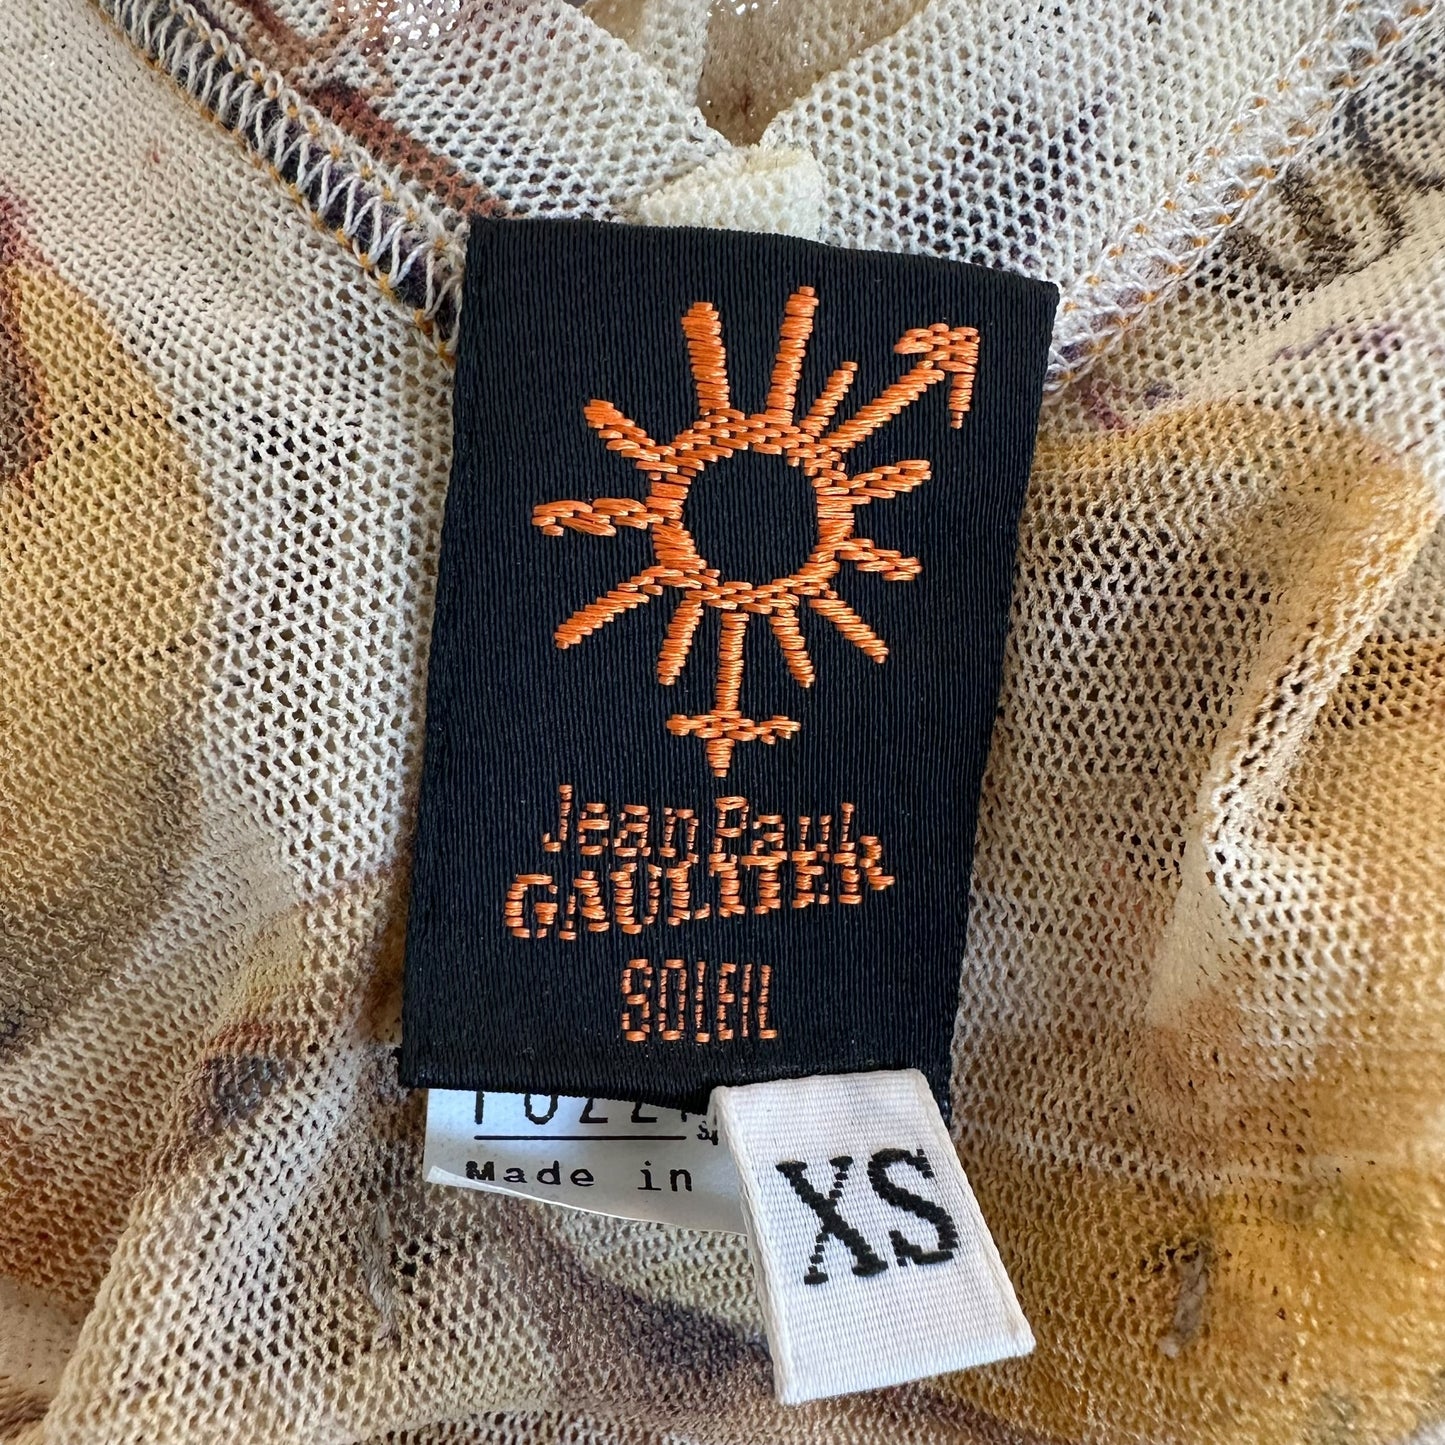 Jean Paul
GAULTIER
SOLEIL
Made in
XS